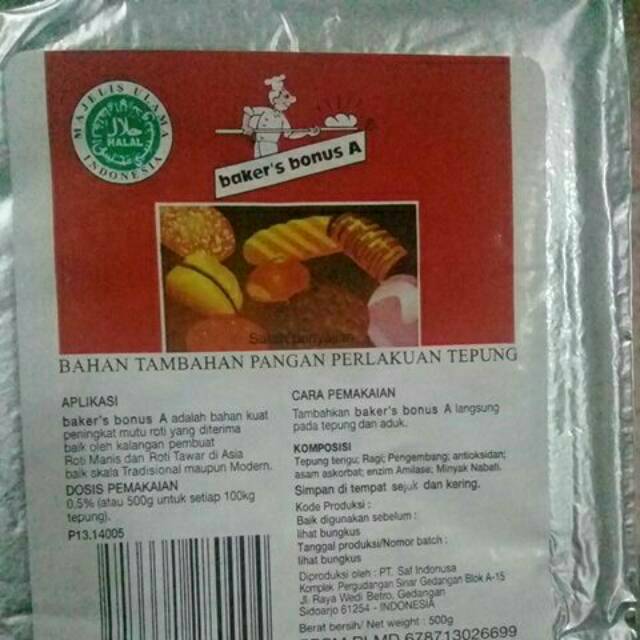 MAJELIS ULAMA
HALAL
INDONESIA
baker's bonus A
BAHAN TAMBAHAN PANGAN PERLAKUAN TEPUNG
APLIKASI
baker's bonus A adalah bahan kuat
peningkat mutu roti yang diterima
baik oleh kalangan pembuat
Roti Manis dan Roti Tawar di Asia
baik skala Tradisional maupun Modern.
DOSIS PEMAKAIAN
0.5% (atau 500g untuk setiap 100kg
tepung).
P13.14005
CARA PEMAKAIAN
Tambahkan baker's bonus A langsung
pada tepung dan aduk.
KOMPOSISI
Tepung terigu; Ragi; Pengembang; antioksidan;
asam askorbat; enzim Amilase; Minyak Nabati.
Simpan di tempat sejuk dan kering.
Kode Produksi :
Baik digunakan sebelum :
lihat bungkus
Tanggal produksi/Nomor batch :
lihat bungkus
Diproduksi oleh : PT. Saf Indonusa
Komplek Pergudangan Sinar Gedangan Blok A-15
Jl. Raya Wedi Betro, Gedangan
Sidoarjo 61254 - INDONESIA
Berat bersih/ Net weight : 500g
678713026699